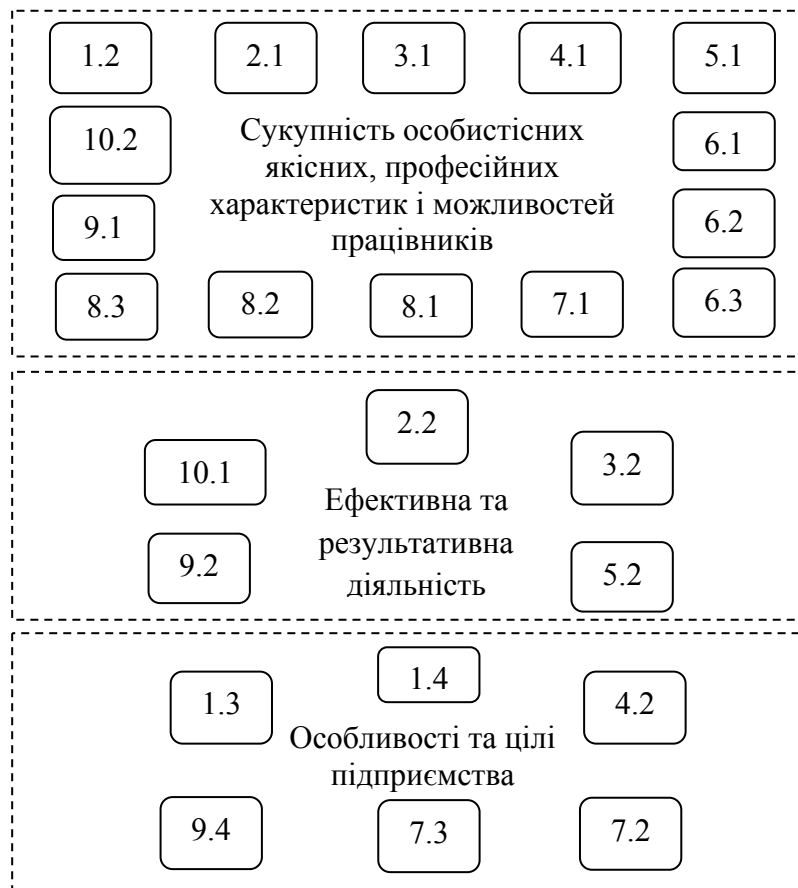 1.2 2.1 3.1 4.1 5.1
10.2 Сукупність особистісних 6.1
якісних, професійних
9.1 характеристик і можливостей 6.2
працівників
8.3 8.2 8.1 7.1 6.3
2.2
10.1 3.2
Ефективна та
результативна
9.2 5.2
діяльність
1.4
1.3 4.2
Особливості та цілі
підприємства
9.4 7.3 7.2